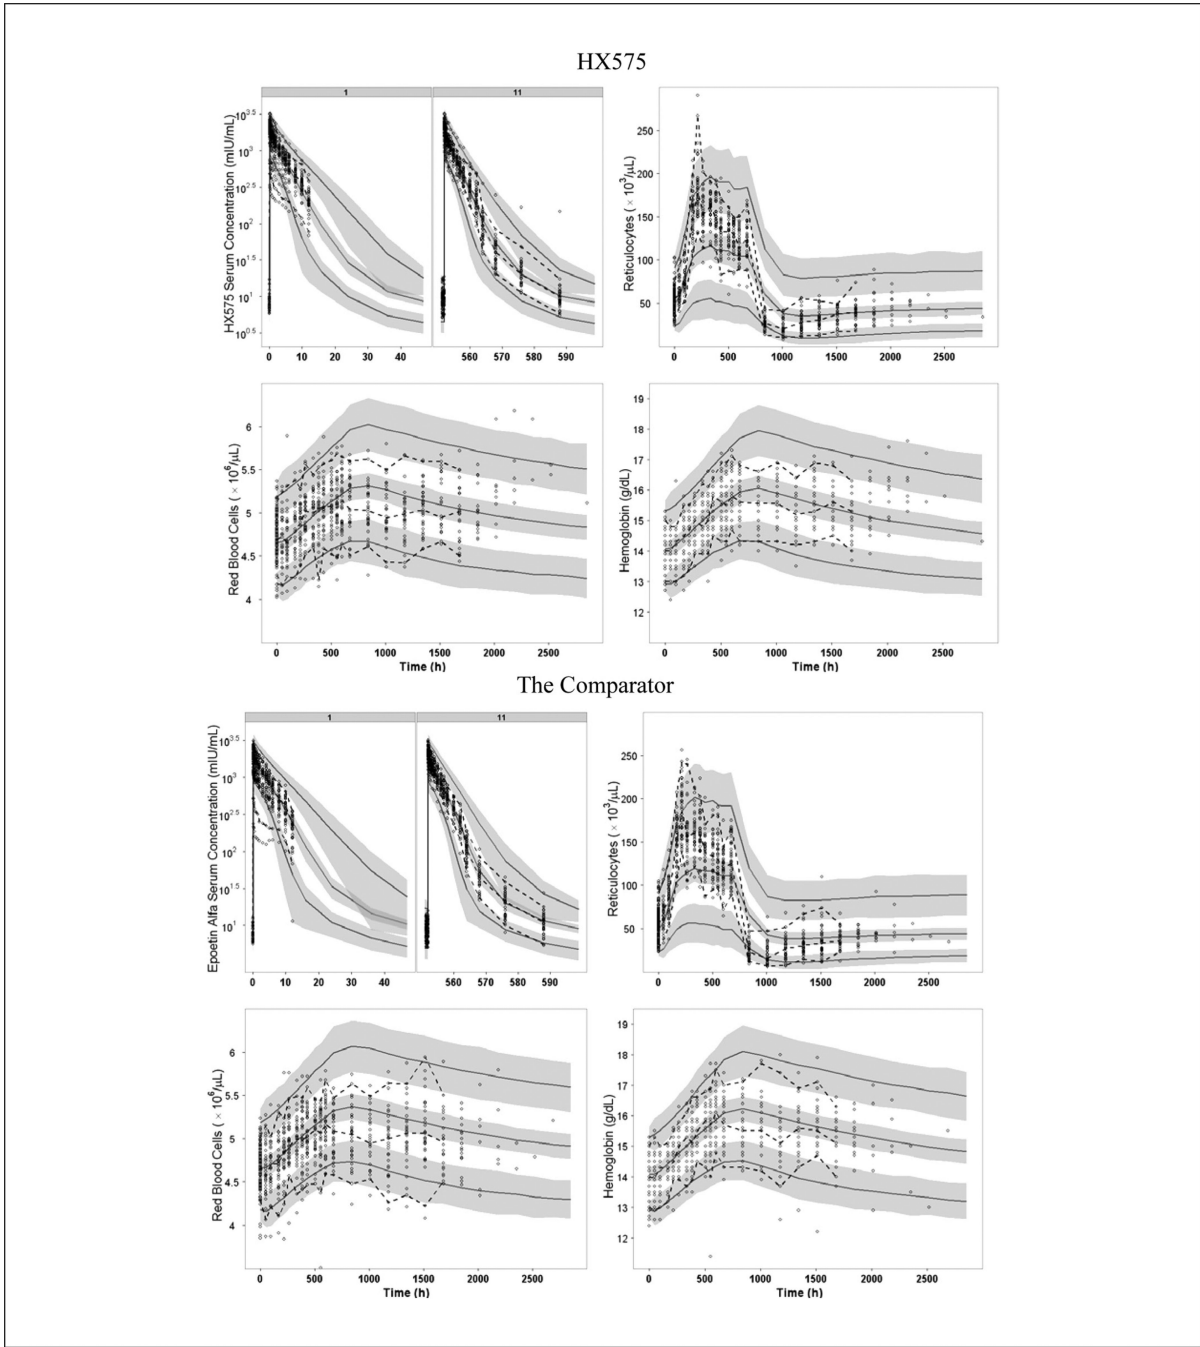 HX575
1 11
HX575 Serum Concentration (mIU/mL)
10^3.5
10^3
10^2.5
10^2
10^1.5
10^1
10^0.5
0 10 20 30 40 560 570 580 590
Reticulocytes ( × 10^3/μL)
250
200
150
100
50
0 500 1000 1500 2000 2500
Red Blood Cells ( × 10^6/μL)
6
5.5
5
4.5
4
0 500 1000 1500 2000 2500
Time (h)
Hemoglobin (g/dL)
19
18
17
16
15
14
13
12
0 500 1000 1500 2000 2500
Time (h)
The Comparator
1 11
Epoetin Alfa Serum Concentration (mIU/mL)
10^3.5
10^3
10^2.5
10^2
10^1.5
10^1
0 10 20 30 40 560 570 580 590
Reticulocytes ( × 10^3/μL)
250
200
150
100
50
0 500 1000 1500 2000 2500
Red Blood Cells ( × 10^6/μL)
6
5.5
5
4.5
4
0 500 1000 1500 2000 2500
Time (h)
Hemoglobin (g/dL)
19
18
17
16
15
14
13
12
0 500 1000 1500 2000 2500
Time (h)